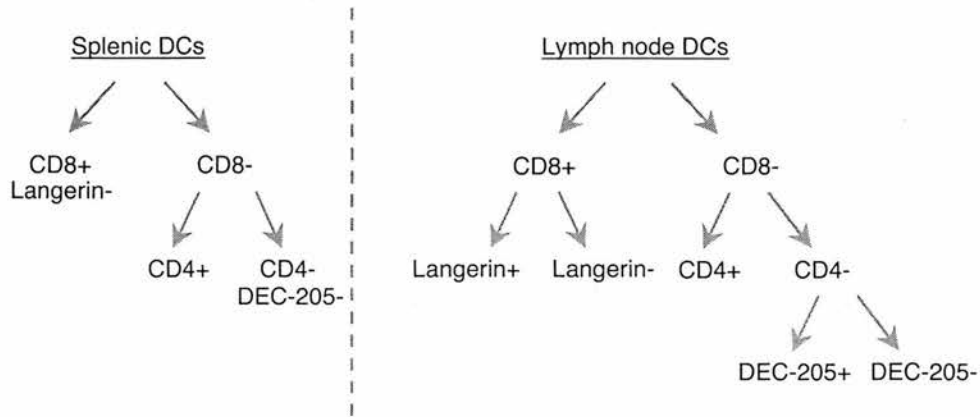 Splenic DCs
CD8+
Langerin-
CD8-
CD4+
CD4-
DEC-205-
Lymph node DCs
CD8+
CD8-
Langerin+
Langerin-
CD4+
CD4-
DEC-205+
DEC-205-